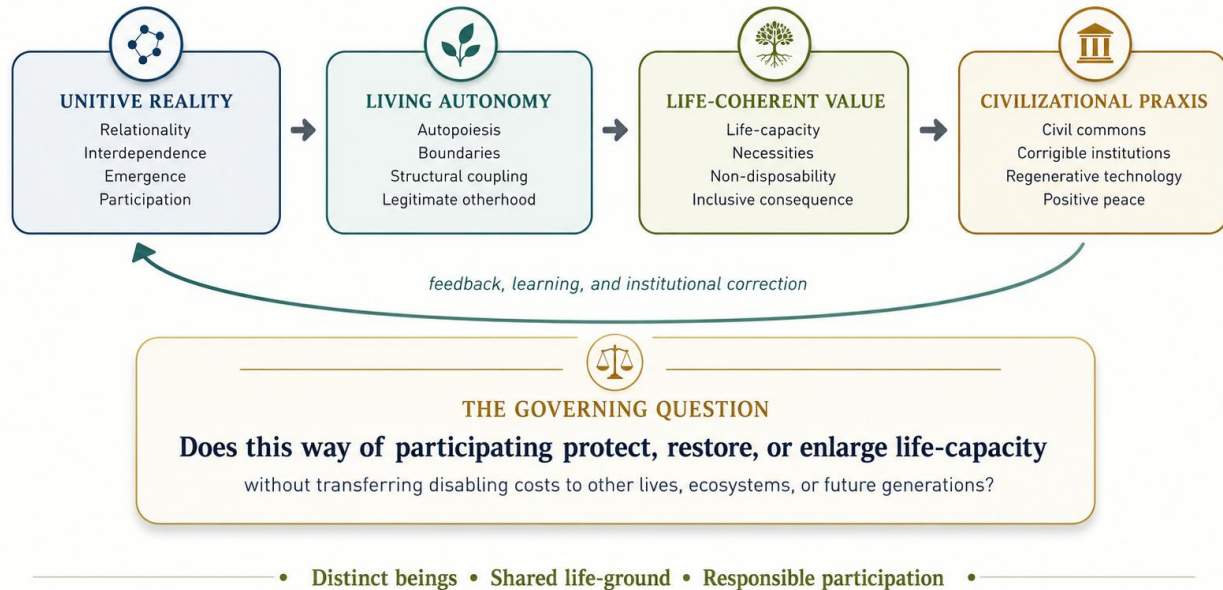 UNITIVE REALITY
Relationality
Interdependence
Emergence
Participation
LIVING AUTONOMY
Autopoiesis
Boundaries
Structural coupling
Legitimate otherhood
LIFE-COHERENT VALUE
Life-capacity
Necessities
Non-disposability
Inclusive consequence
CIVILIZATIONAL PRAXIS
Civil commons
Corrigible institutions
Regenerative technology
Positive peace
feedback, learning, and institutional correction
THE GOVERNING QUESTION
Does this way of participating protect, restore, or enlarge life-capacity
without transferring disabling costs to other lives, ecosystems, or future generations?
• Distinct beings • Shared life-ground • Responsible participation •